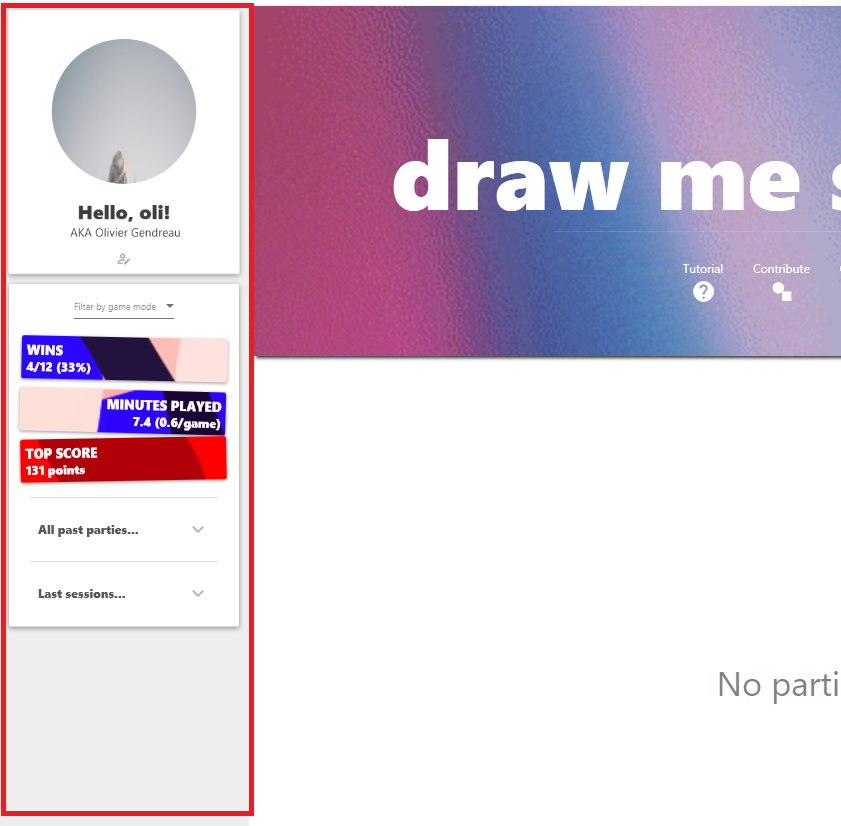 Hello, oli!
AKA Olivier Gendreau
Filter by game mode
WINS
4/12 (33%)
MINUTES PLAYED
7.4 (0.6/game)
TOP SCORE
131 points
All past parties...
Last sessions...
draw me s
Tutorial
Contribute
No parti